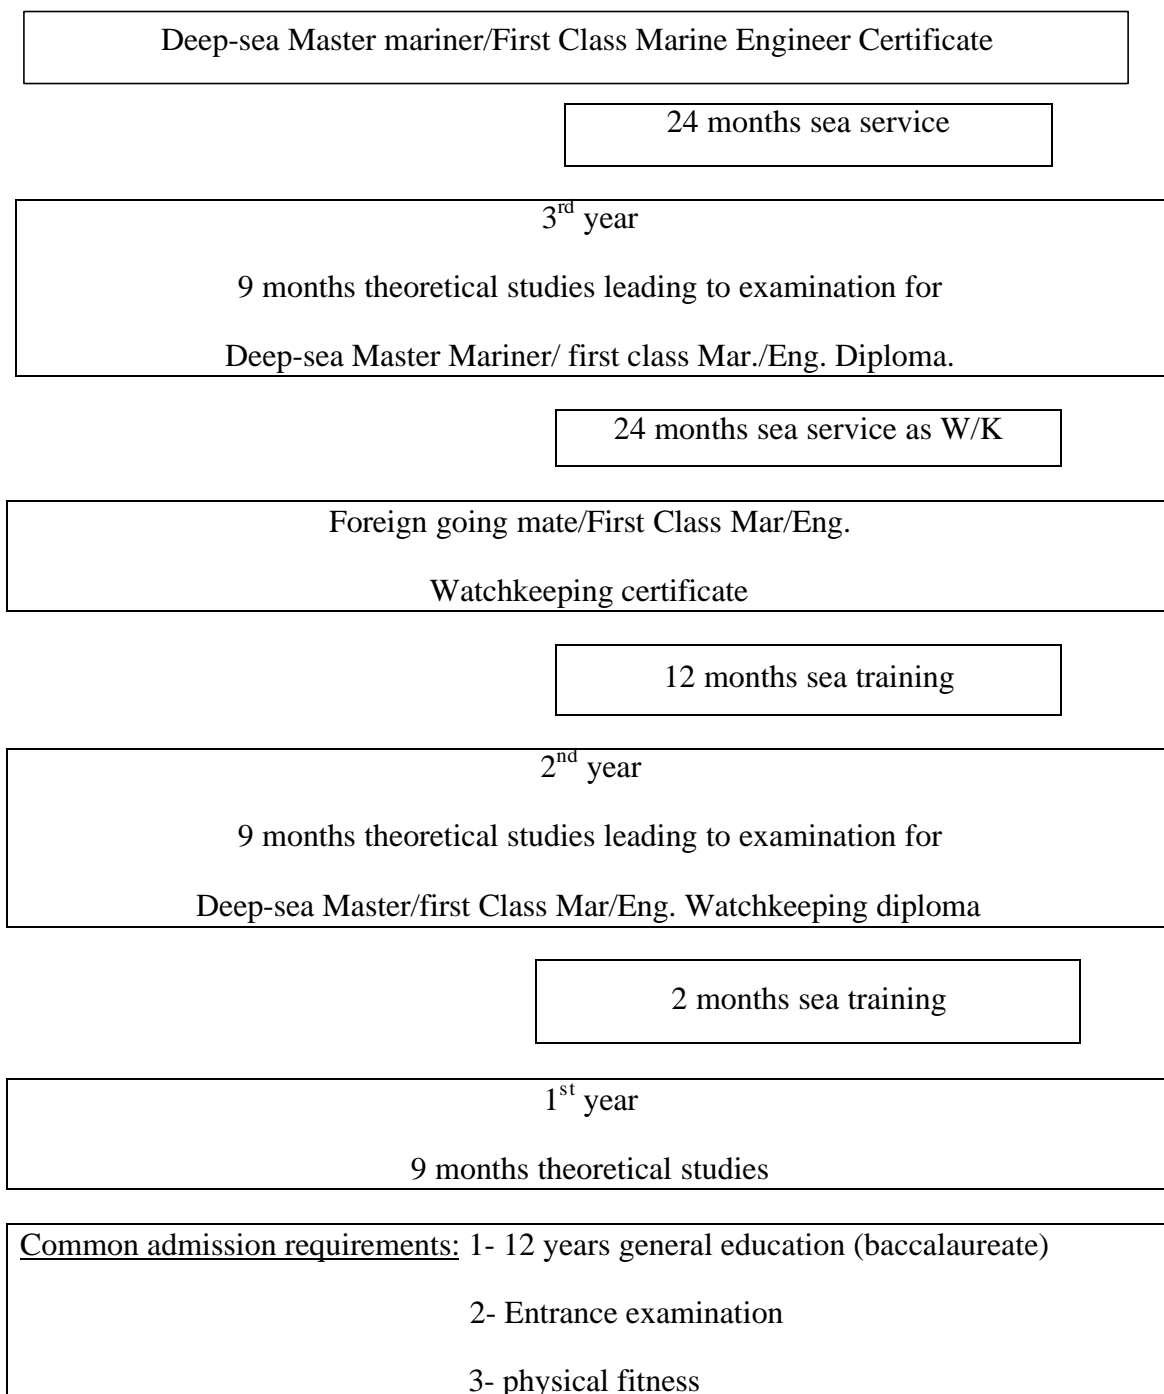 Deep-sea Master mariner/First Class Marine Engineer Certificate
24 months sea service
3rd year
9 months theoretical studies leading to examination for
Deep-sea Master Mariner/ first class Mar./Eng. Diploma.
24 months sea service as W/K
Foreign going mate/First Class Mar/Eng.
Watchkeeping certificate
12 months sea training
2nd year
9 months theoretical studies leading to examination for
Deep-sea Master/first Class Mar/Eng. Watchkeeping diploma
2 months sea training
1st year
9 months theoretical studies
Common admission requirements: 1- 12 years general education (baccalaureate)
2- Entrance examination
3- physical fitness